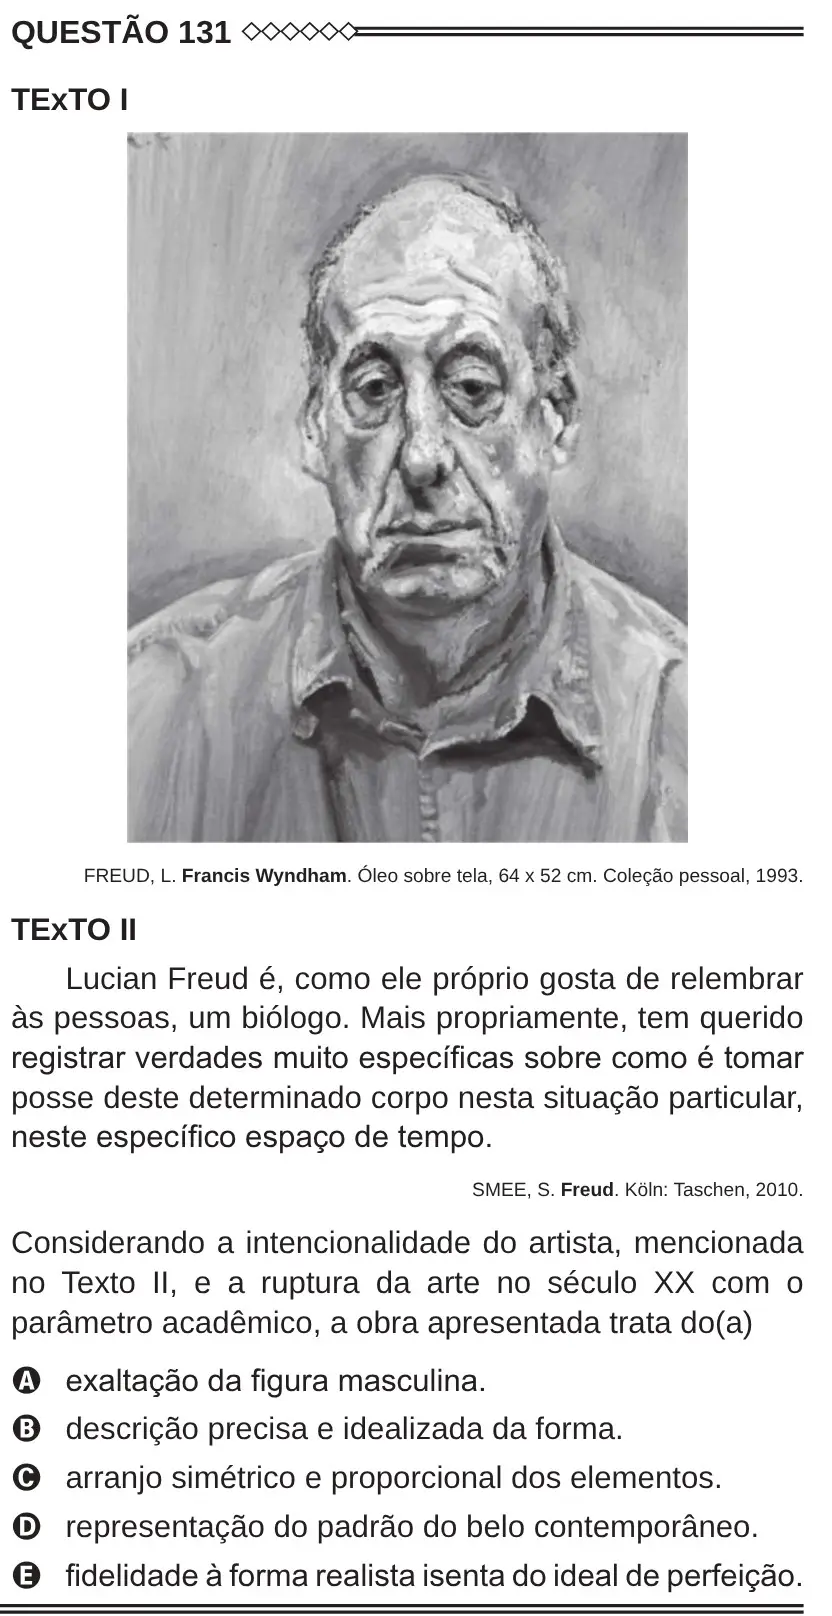 QUESTÃO 131
TExTO I
FREUD, L. Francis Wyndham. Óleo sobre tela, 64 x 52 cm. Coleção pessoal, 1993.
TExTO II
Lucian Freud é, como ele próprio gosta de relembrar
às pessoas, um biólogo. Mais propriamente, tem querido
registrar verdades muito específicas sobre como é tomar
posse deste determinado corpo nesta situação particular,
neste específico espaço de tempo.
SMEE, S. Freud. Köln: Taschen, 2010.
Considerando a intencionalidade do artista, mencionada
no Texto II, e a ruptura da arte no século XX com o
parâmetro acadêmico, a obra apresentada trata do(a)
A exaltação da figura masculina.
B descrição precisa e idealizada da forma.
C arranjo simétrico e proporcional dos elementos.
D representação do padrão do belo contemporâneo.
E fidelidade à forma realista isenta do ideal de perfeição.